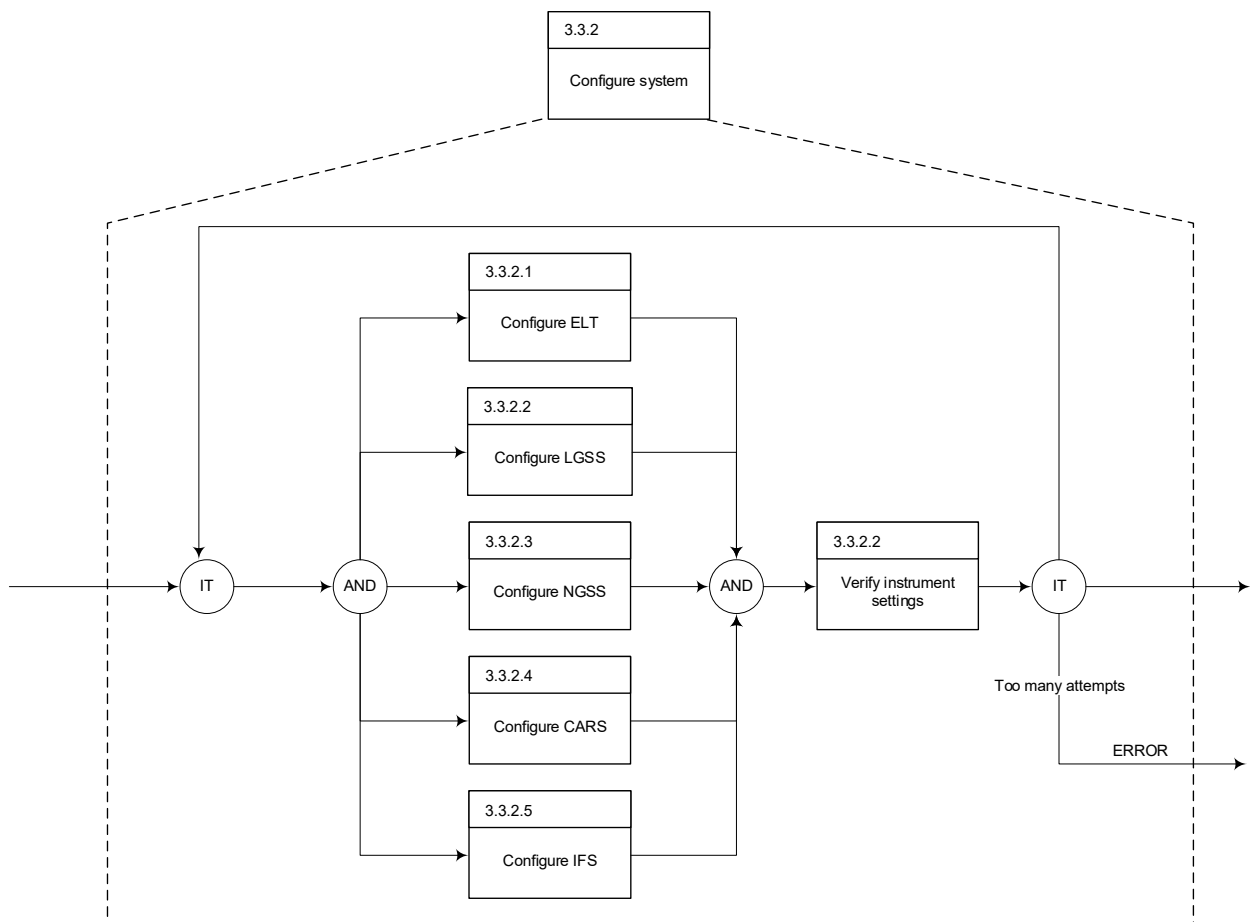 3.3.2
Configure system
3.3.2.1
Configure ELT
3.3.2.2
Configure LGSS
3.3.2.3
Configure NGSS
3.3.2.4
Configure CARS
3.3.2.5
Configure IFS
IT
AND
AND
3.3.2.2
Verify instrument
settings
IT
Too many attempts
ERROR